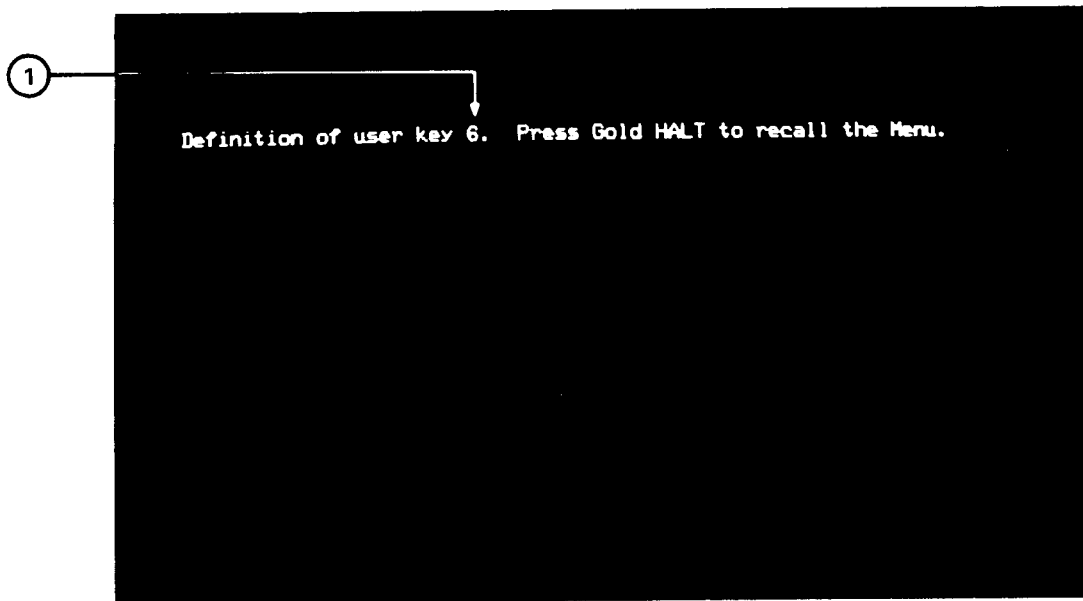 1
Definition of user key 6. Press Gold HALT to recall the Menu.